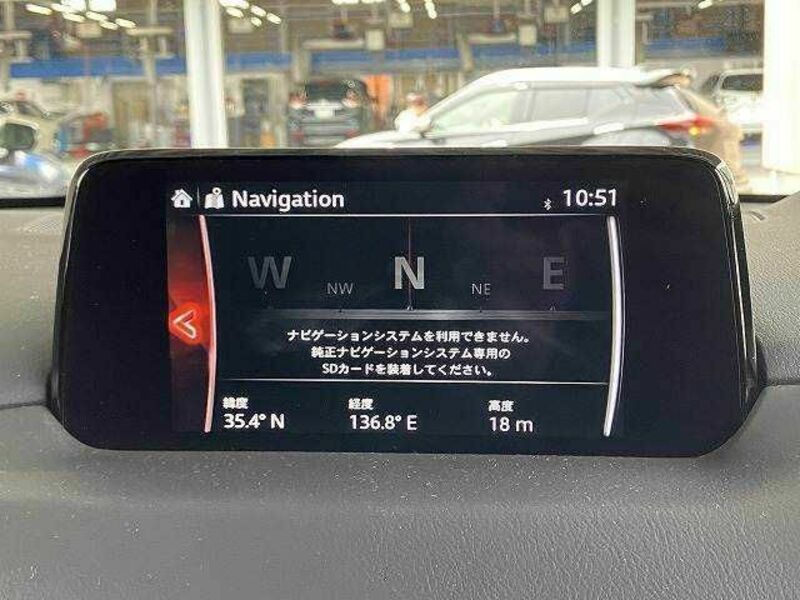 Navigation 10:51
W NW N NE E
ナビゲーションシステムを利用できません。
純正ナビゲーションシステム専用の
SDカードを装着してください。
緯度 経度 高度
35.4° N 136.8° E 18 m